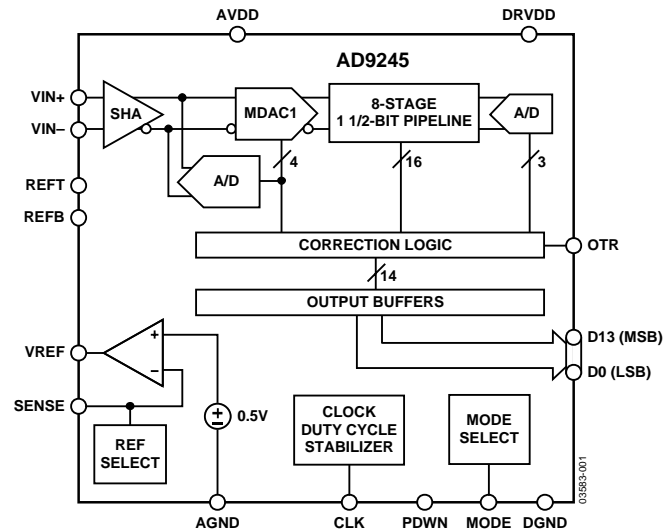 AVDD
DRVDD
AD9245
VIN+
SHA
MDAC1
8-STAGE
1 1/2-BIT PIPELINE
A/D
VIN–
4
16
3
A/D
REFT
REFB
CORRECTION LOGIC
OTR
14
OUTPUT BUFFERS
D13 (MSB)
VREF
+
–
D0 (LSB)
SENSE
REF
SELECT
+
–
0.5V
CLOCK
DUTY CYCLE
STABILIZER
MODE
SELECT
03583-001
AGND
CLK
PDWN
MODE
DGND